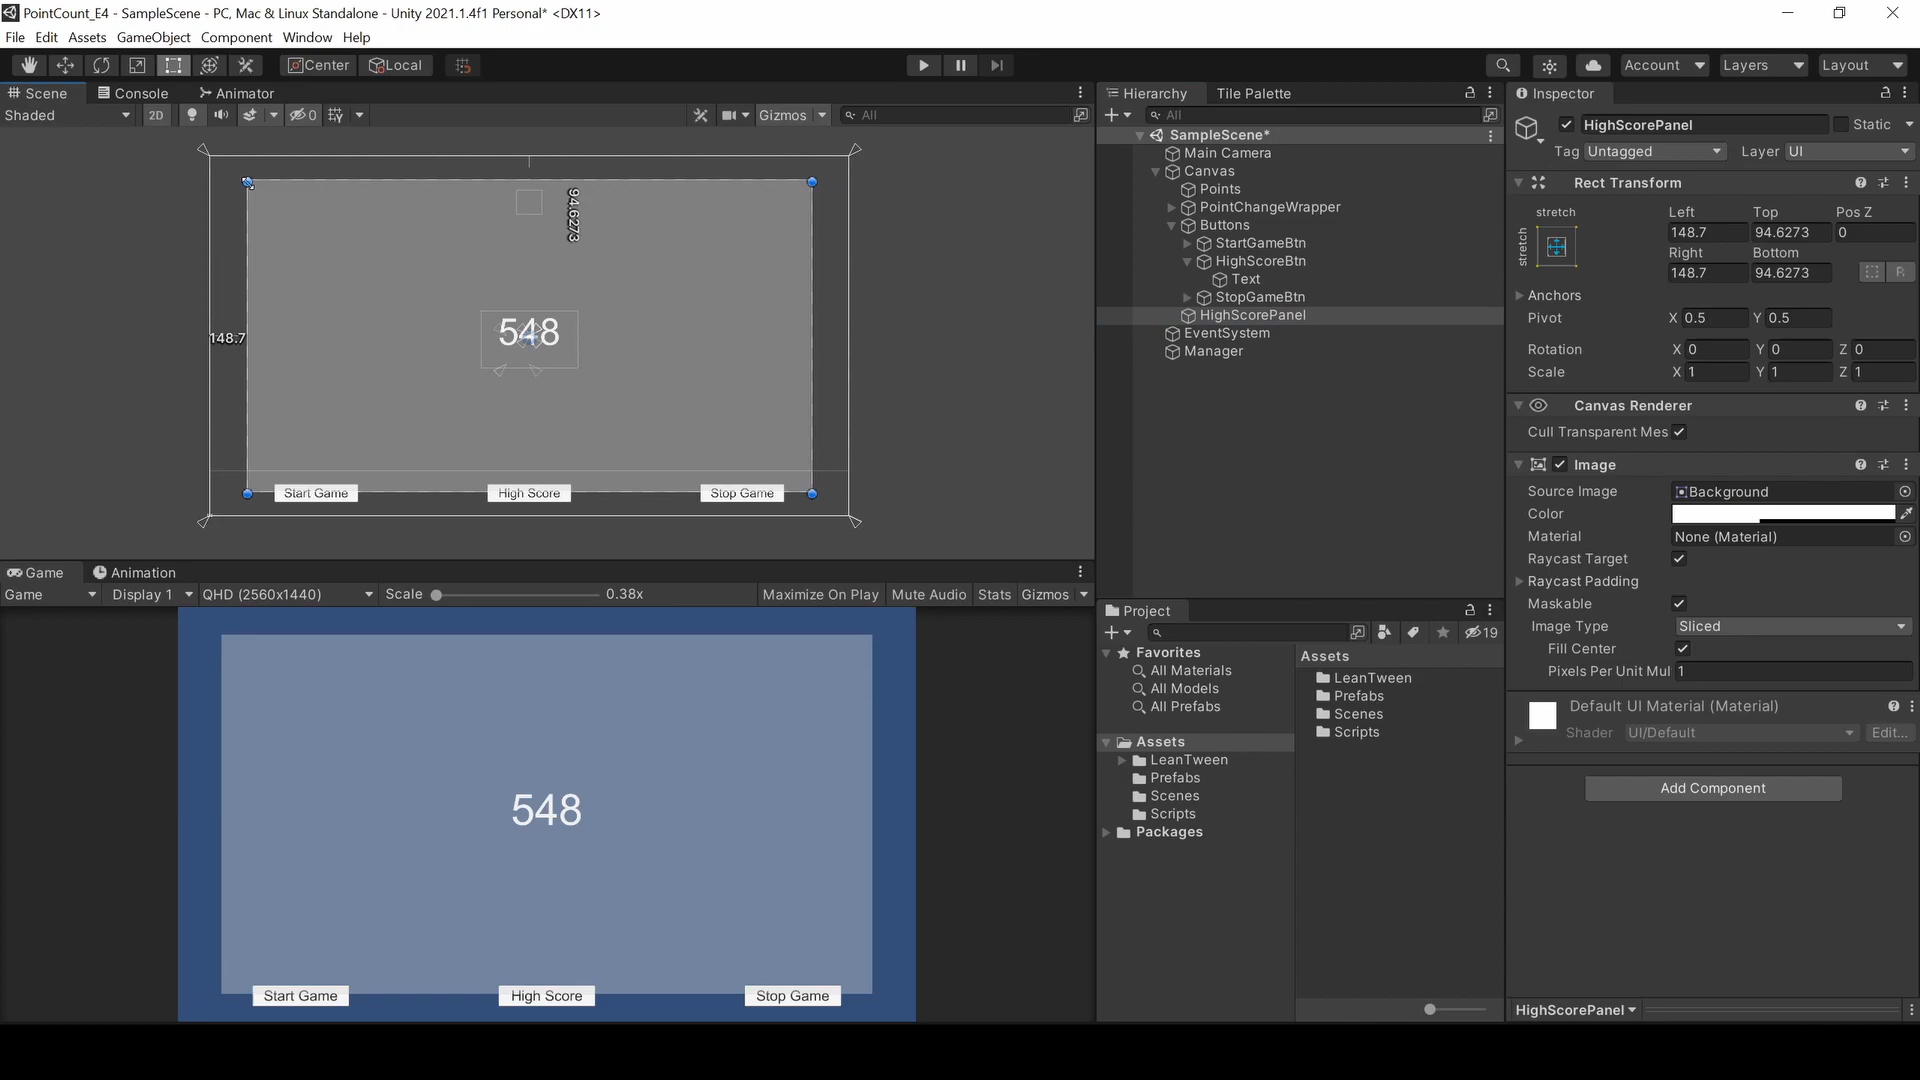 PointCount_E4 - SampleScene - PC, Mac & Linux Standalone - Unity 2021.1.4f1 Personal* <DX11>
File Edit Assets GameObject Component Window Help
Center Local Account Layers Layout
Scene Console Animator
Shaded 2D 0 Gizmos All
94.6273
548
148.7
Start Game High Score Stop Game
Game Animation
Game Display 1 QHD (2560x1440) Scale 0.38x Maximize On Play Mute Audio Stats Gizmos
548
Start Game High Score Stop Game
Hierarchy Tile Palette
All
SampleScene*
Main Camera
Canvas
Points
PointChangeWrapper
Buttons
StartGameBtn
HighScoreBtn
Text
StopGameBtn
HighScorePanel
EventSystem
Manager
Project
19
Favorites
All Materials
All Models
All Prefabs
Assets
LeanTween
Prefabs
Scenes
Scripts
Packages
Assets
LeanTween
Prefabs
Scenes
Scripts
Inspector
HighScorePanel Static
Tag Untagged Layer UI
Rect Transform
stretch Left Top Pos Z
stretch 148.7 94.6273 0
Right Bottom
148.7 94.6273 R
Anchors
Pivot X 0.5 Y 0.5
Rotation X 0 Y 0 Z 0
Scale X 1 Y 1 Z 1
Canvas Renderer
Cull Transparent Mes
Image
Source Image Background
Color
Material None (Material)
Raycast Target
Raycast Padding
Maskable
Image Type Sliced
Fill Center
Pixels Per Unit Mul 1
Default UI Material (Material)
Shader UI/Default Edit...
Add Component
HighScorePanel